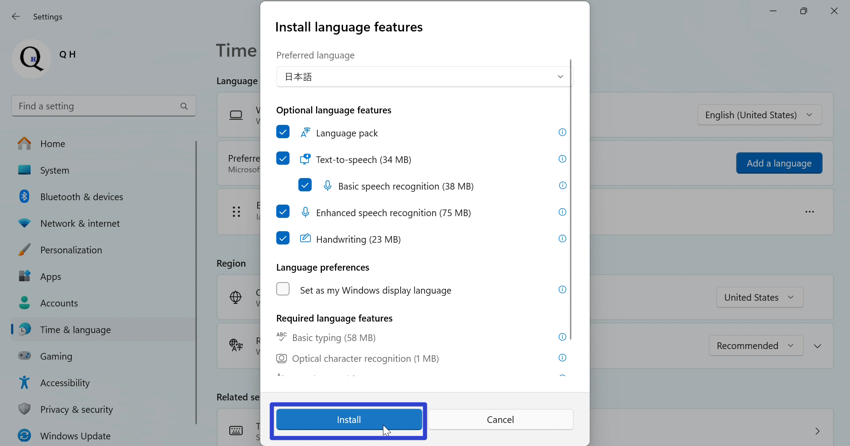 Settings
Q H
Q H
Find a setting
Home
System
Bluetooth & devices
Network & internet
Personalization
Apps
Accounts
Time & language
Gaming
Accessibility
Privacy & security
Windows Update
Time
Language
English (United States)
Preferre
Microsof
Add a language
Region
United States
Recommended
Related se
Install language features
Preferred language
日本語
Optional language features
Language pack
Text-to-speech (34 MB)
Basic speech recognition (38 MB)
Enhanced speech recognition (75 MB)
Handwriting (23 MB)
Language preferences
Set as my Windows display language
Required language features
ABC Basic typing (58 MB)
Optical character recognition (1 MB)
Install
Cancel